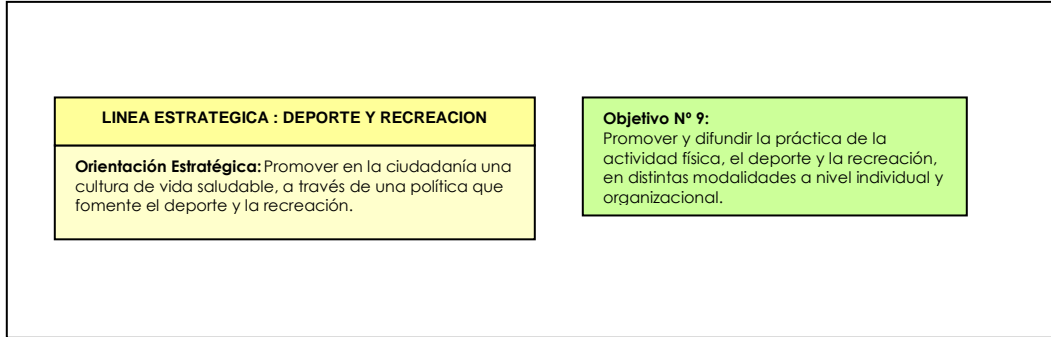 LINEA ESTRATEGICA : DEPORTE Y RECREACION
Orientación Estratégica: Promover en la ciudadanía una
cultura de vida saludable, a través de una política que
fomente el deporte y la recreación.
Objetivo Nº 9:
Promover y difundir la práctica de la
actividad física, el deporte y la recreación,
en distintas modalidades a nivel individual y
organizacional.